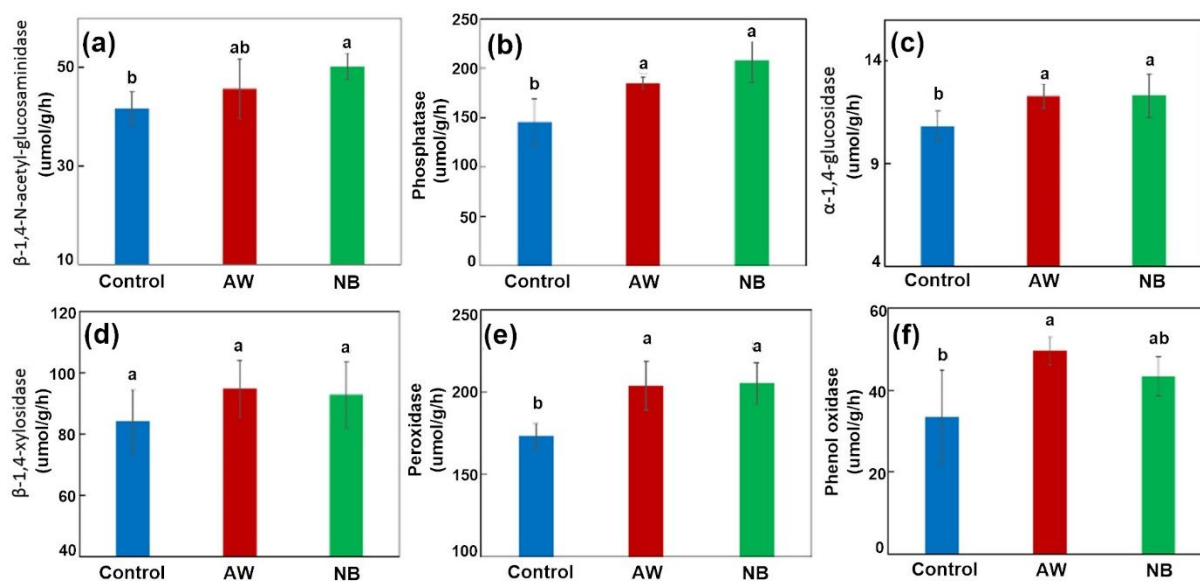 (a)
β-1,4-N-acetyl-glucosaminidase
(umol/g/h)
50
30
10
b
ab
a
Control AW NB
(b)
Phosphatase
(umol/g/h)
250
200
150
100
50
0
b
a
a
Control AW NB
(c)
α-1,4-glucosidase
(umol/g/h)
14
9
4
b
a
a
Control AW NB
(d)
β-1,4-xylosidase
(umol/g/h)
120
100
80
60
40
a
a
a
Control AW NB
(e)
Peroxidase
(umol/g/h)
250
200
150
100
b
a
a
Control AW NB
(f)
Phenol oxidase
(umol/g/h)
60
40
20
0
b
a
ab
Control AW NB